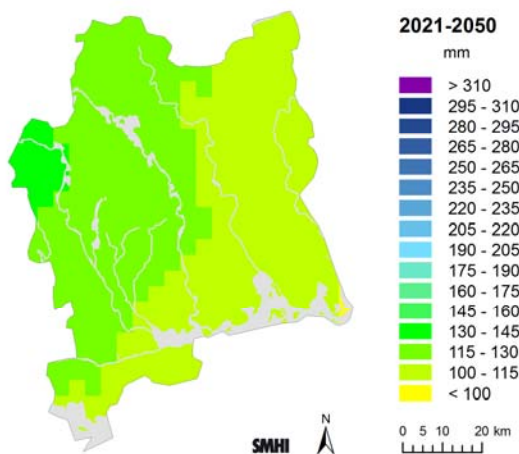 2021-2050
mm
> 310
295 - 310
280 - 295
265 - 280
250 - 265
235 - 250
220 - 235
205 - 220
190 - 205
175 - 190
160 - 175
145 - 160
130 - 145
115 - 130
100 - 115
< 100
N
SMHI
0 5 10 20 km